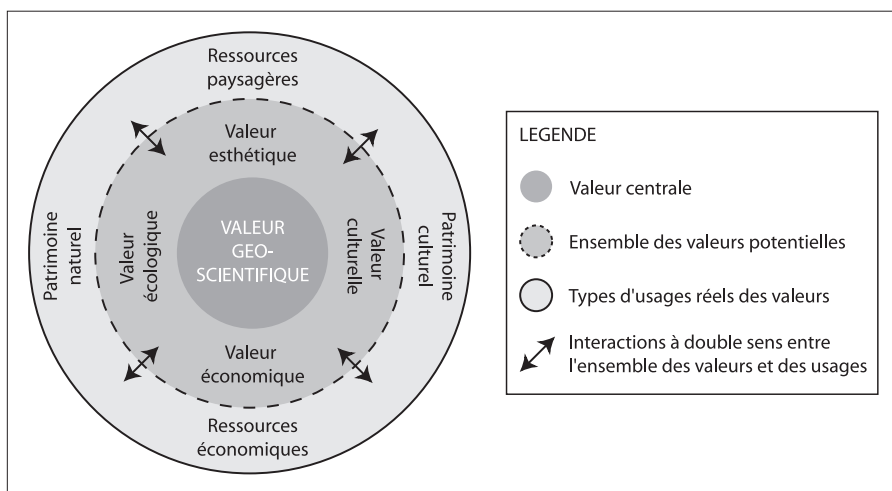 Ressources
paysagères
Valeur
esthétique
Patrimoine
naturel
Valeur
écologique
VALEUR
GEO-
SCIENTIFIQUE
Valeur
culturelle
Patrimoine
culturel
Valeur
économique
Ressources
économiques
LEGENDE
Valeur centrale
Ensemble des valeurs potentielles
Types d'usages réels des valeurs
Interactions à double sens entre
l'ensemble des valeurs et des usages